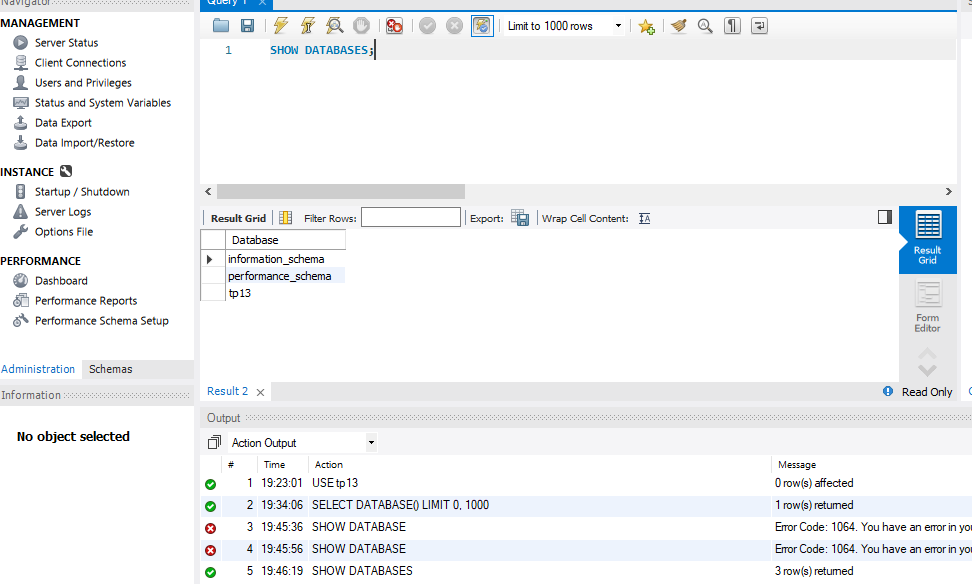 Navigator
Query 1
MANAGEMENT
Server Status
Client Connections
Users and Privileges
Status and System Variables
Data Export
Data Import/Restore
INSTANCE
Startup / Shutdown
Server Logs
Options File
PERFORMANCE
Dashboard
Performance Reports
Performance Schema Setup
Administration Schemas
Information
No object selected
Limit to 1000 rows
1 SHOW DATABASES;
Result Grid Filter Rows: Export: Wrap Cell Content:
Database
information_schema
performance_schema
tp13
Result
Grid
Form
Editor
Result 2 Read Only
Output
Action Output
# Time Action Message
1 19:23:01 USE tp13 0 row(s) affected
2 19:34:06 SELECT DATABASE() LIMIT 0, 1000 1 row(s) returned
3 19:45:36 SHOW DATABASE Error Code: 1064. You have an error in yo
4 19:45:56 SHOW DATABASE Error Code: 1064. You have an error in yo
5 19:46:19 SHOW DATABASES 3 row(s) returned